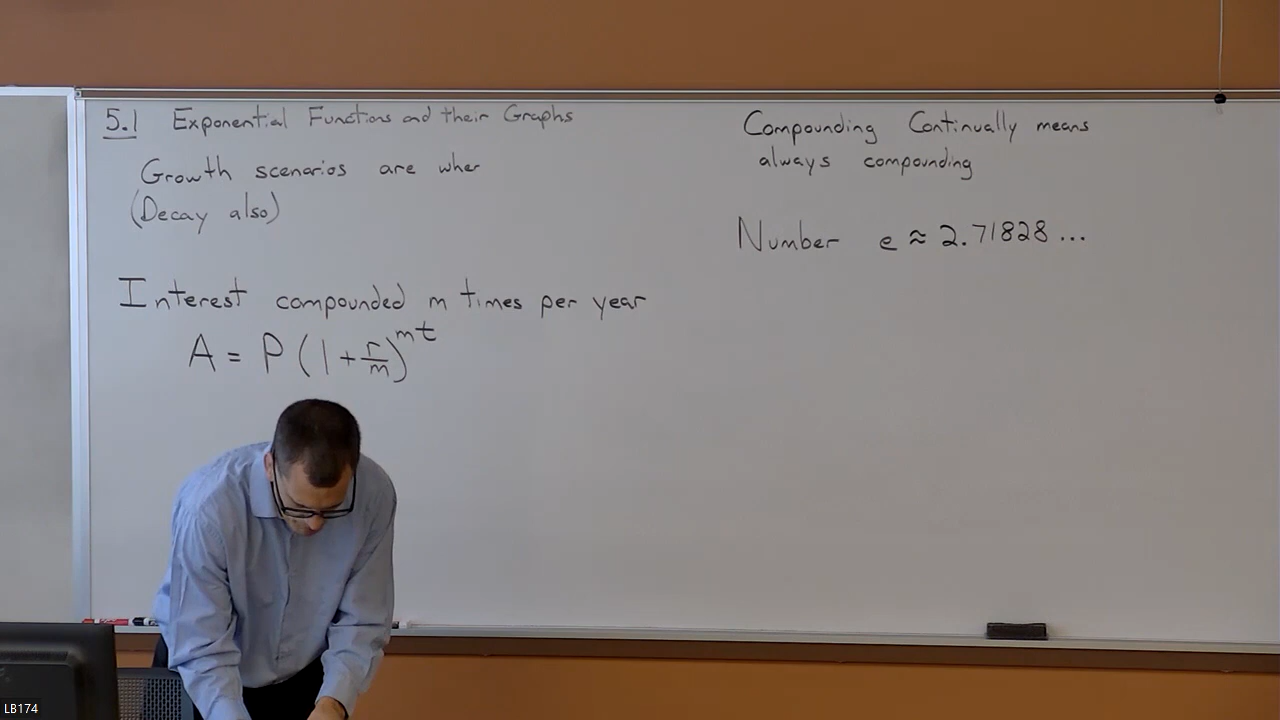 5.1 Exponential Functions and their Graphs
Growth scenarios are wher
(Decay also)
Interest compounded m times per year
A = P(1 + r/m)^mt
Compounding Continually means
always compounding
Number e ≈ 2.71828...
LB174